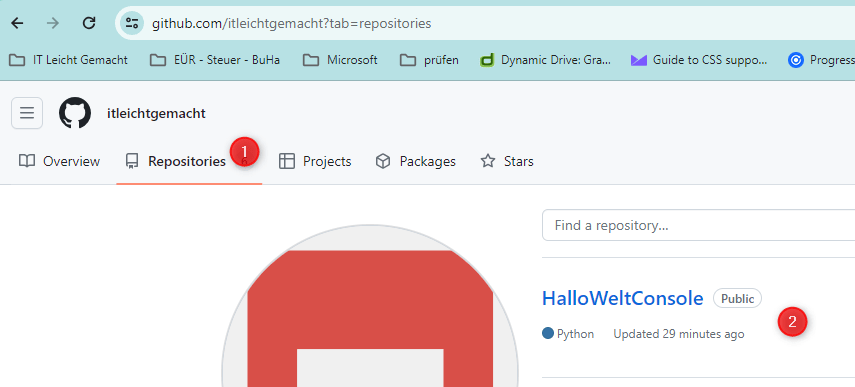 github.com/itleichtgemacht?tab=repositories
IT Leicht Gemacht EÜR - Steuer - BuHa Microsoft prüfen Dynamic Drive: Gra... Guide to CSS suppo... Progress
itleichtgemacht
Overview Repositories 1 Projects Packages Stars
Find a repository...
HalloWeltConsole Public
2
Python Updated 29 minutes ago